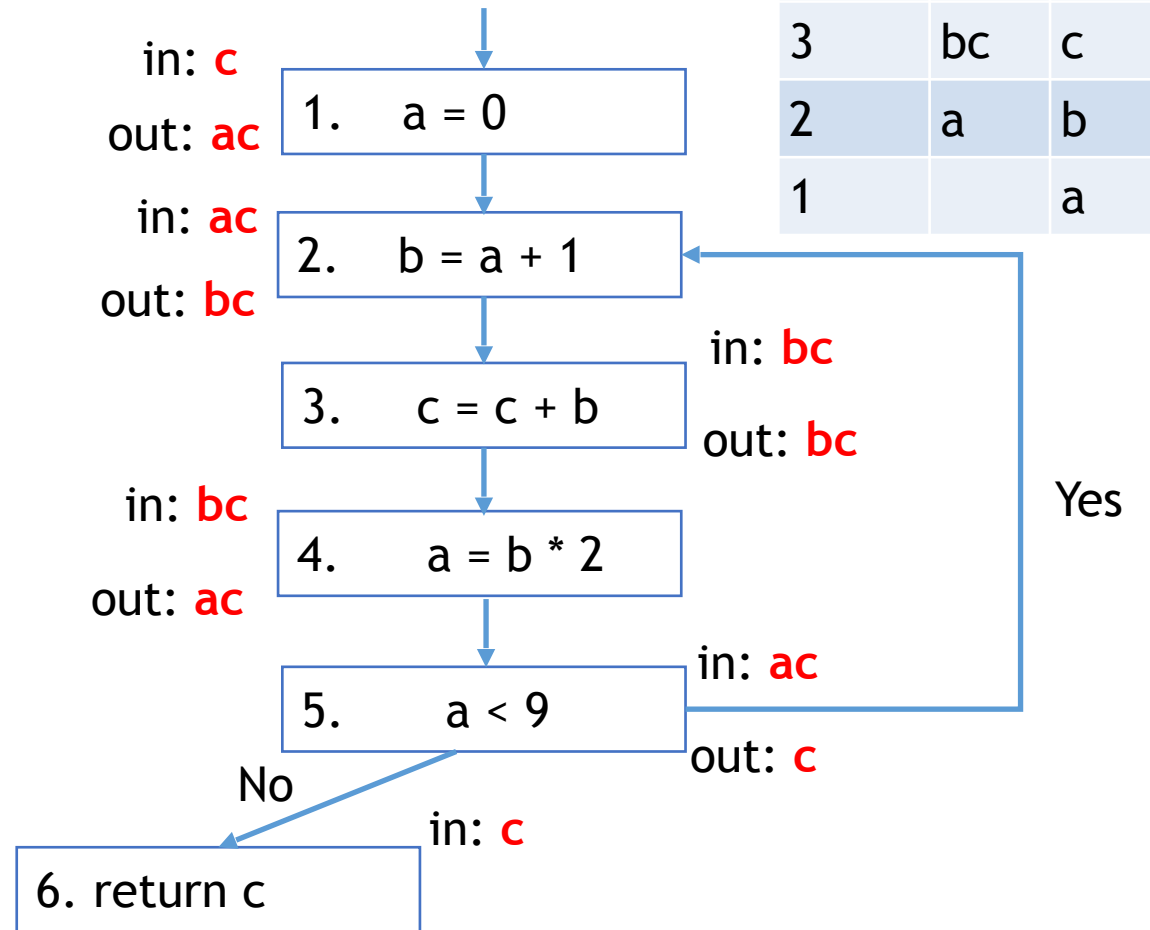 in: c
out: ac
1. a = 0
3 bc c
2 a b
1 a
in: ac
out: bc
2. b = a + 1
in: bc
out: bc
3. c = c + b
Yes
in: bc
out: ac
4. a = b * 2
in: ac
out: c
5. a < 9
No
in: c
6. return c